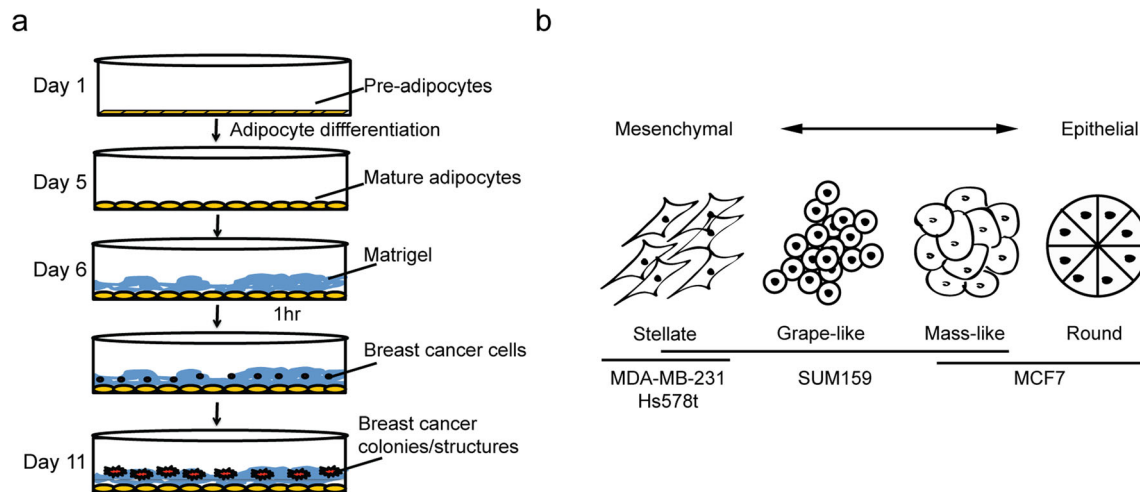 a
Day 1
Pre-adipocytes
Adipocyte diffferentiation
Day 5
Mature adipocytes
Day 6
Matrigel
1hr
Breast cancer cells
Day 11
Breast cancer
colonies/structures
b
Mesenchymal
Epithelial
Stellate
Grape-like
Mass-like
Round
MDA-MB-231
Hs578t
SUM159
MCF7